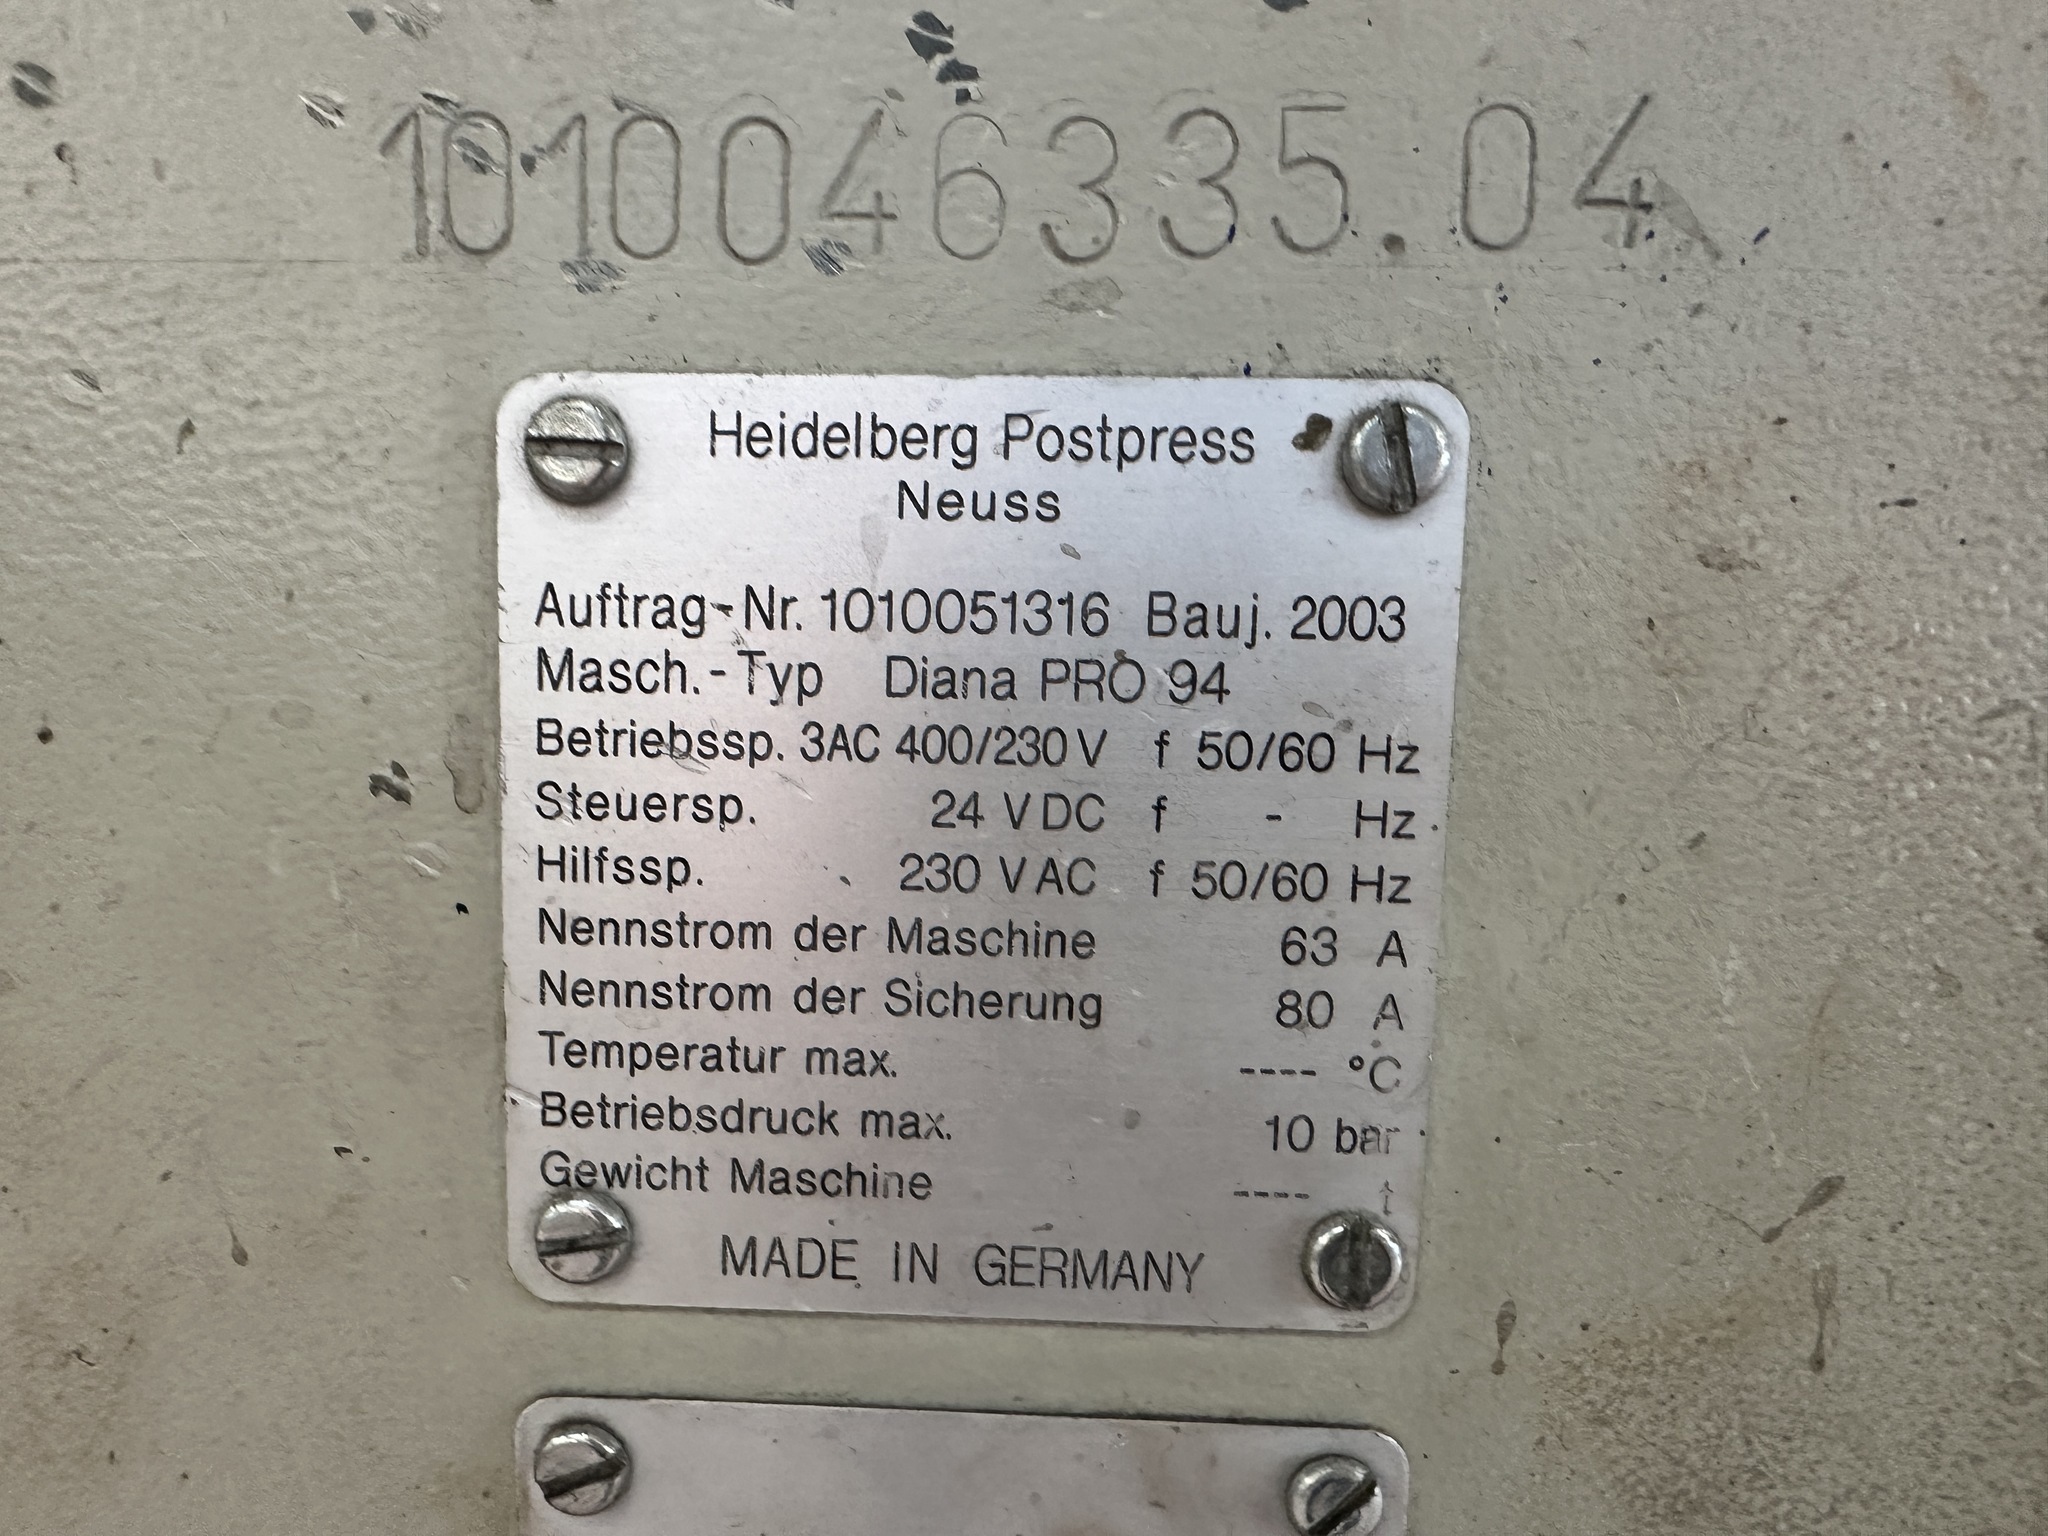 1010046335.04
Heidelberg Postpress
Neuss
Auftrag-Nr. 1010051316 Bauj. 2003
Masch.-Typ Diana PRO 94
Betriebssp. 3AC 400/230 V f 50/60 Hz
Steuersp. 24 V DC f - Hz
Hilfssp. 230 V AC f 50/60 Hz
Nennstrom der Maschine 63 A
Nennstrom der Sicherung 80 A
Temperatur max. ---- °C
Betriebsdruck max. 10 bar
Gewicht Maschine ---- t
MADE IN GERMANY